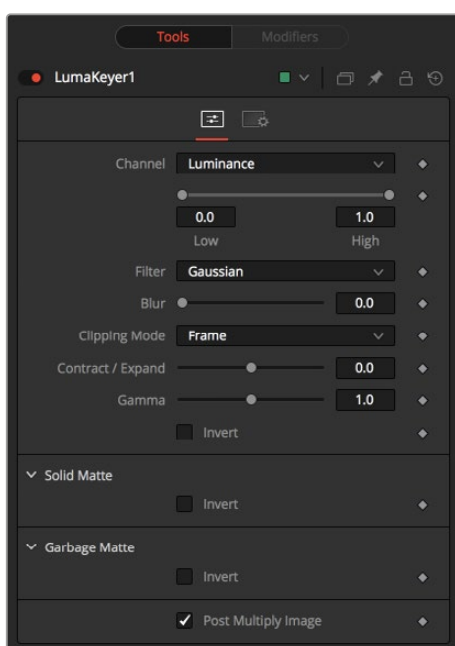 Tools Modifiers
LumaKeyer1
Channel Luminance
0.0 1.0
Low High
Filter Gaussian
Blur 0.0
Clipping Mode Frame
Contract / Expand 0.0
Gamma 1.0
Invert
Solid Matte
Invert
Garbage Matte
Invert
Post Multiply Image